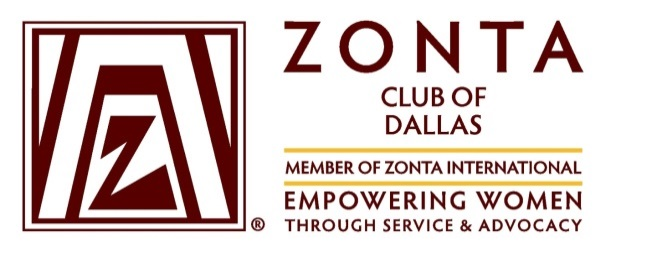 ZONTA
CLUB OF
DALLAS
MEMBER OF ZONTA INTERNATIONAL
EMPOWERING WOMEN
THROUGH SERVICE & ADVOCACY
Z
®